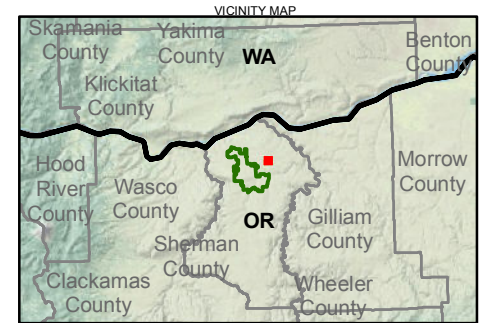 VICINITY MAP
Skamania
County
Yakima
County
WA
Benton
County
Klickitat
County
Hood
River
County
Wasco
County
Morrow
County
OR
Gilliam
County
Sherman
County
Clackamas
County
Wheeler
County